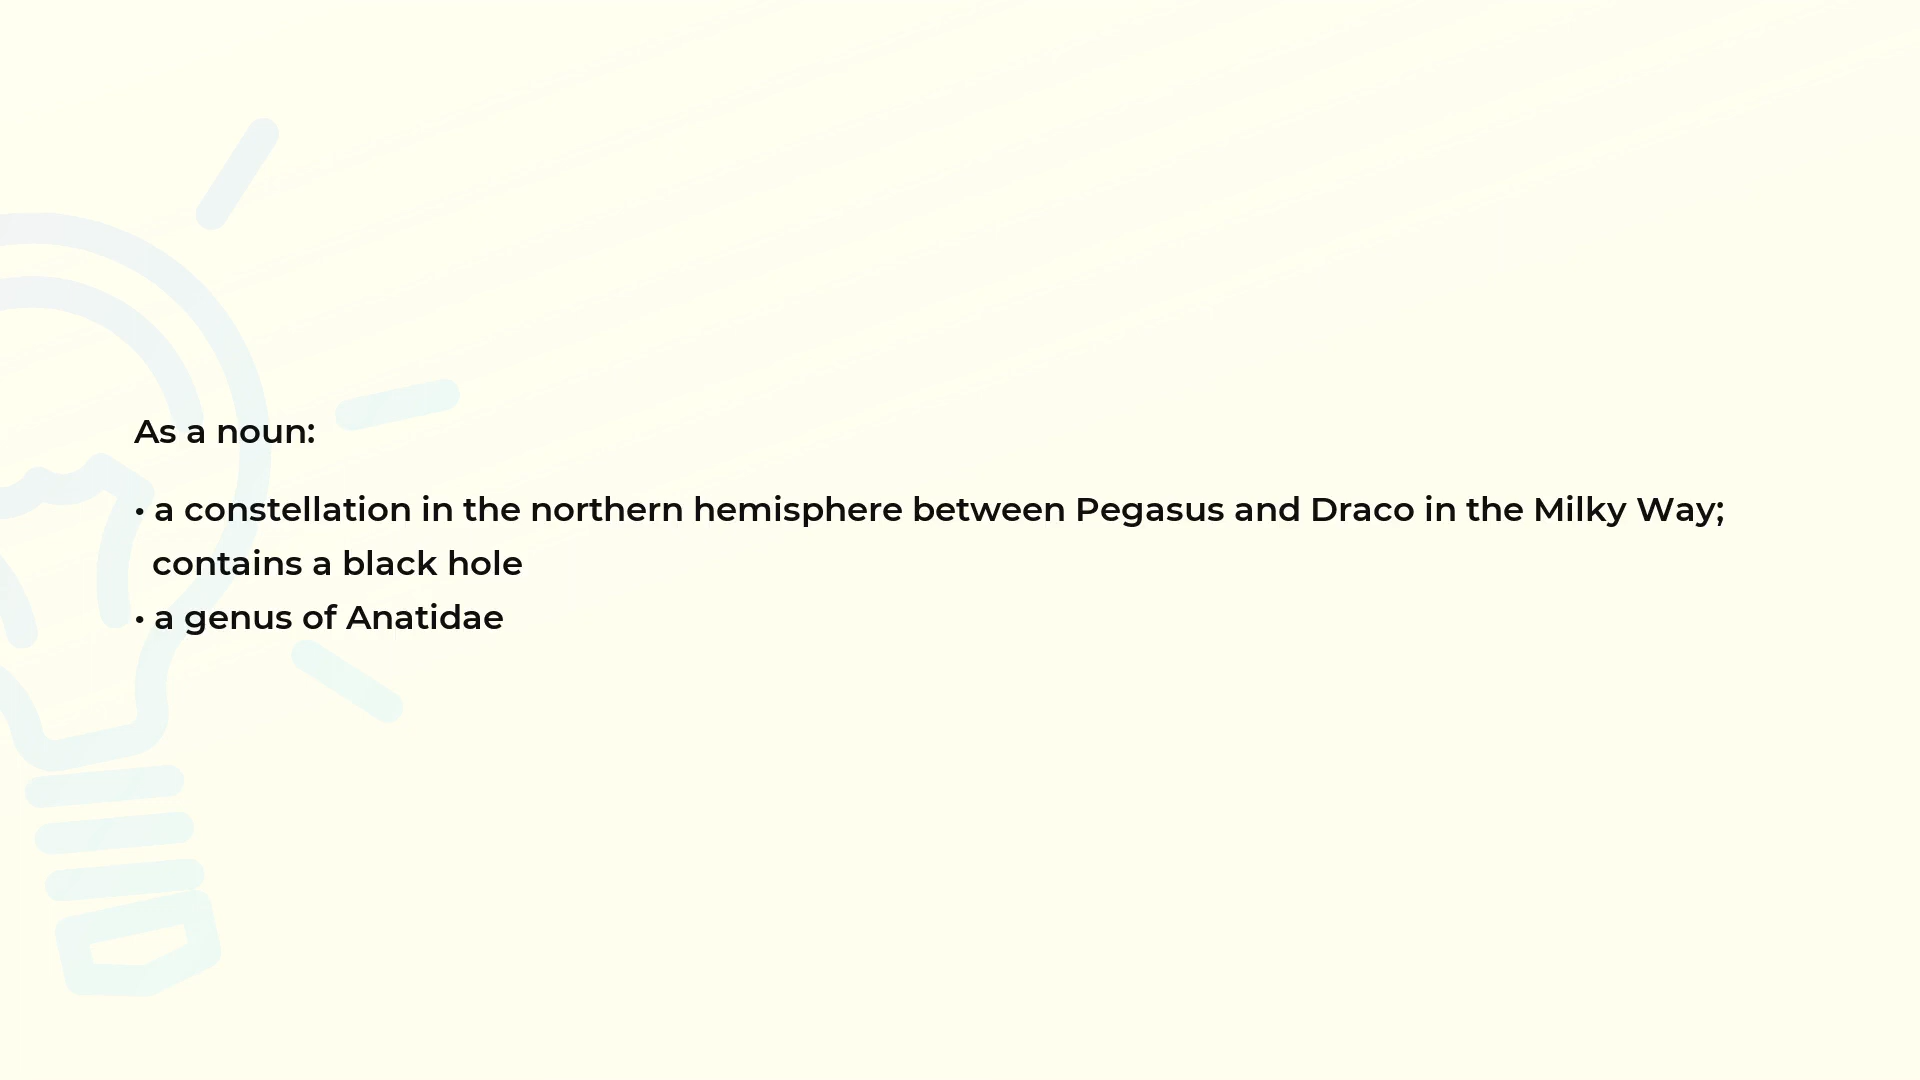 As a noun:
• a constellation in the northern hemisphere between Pegasus and Draco in the Milky Way;
contains a black hole
• a genus of Anatidae